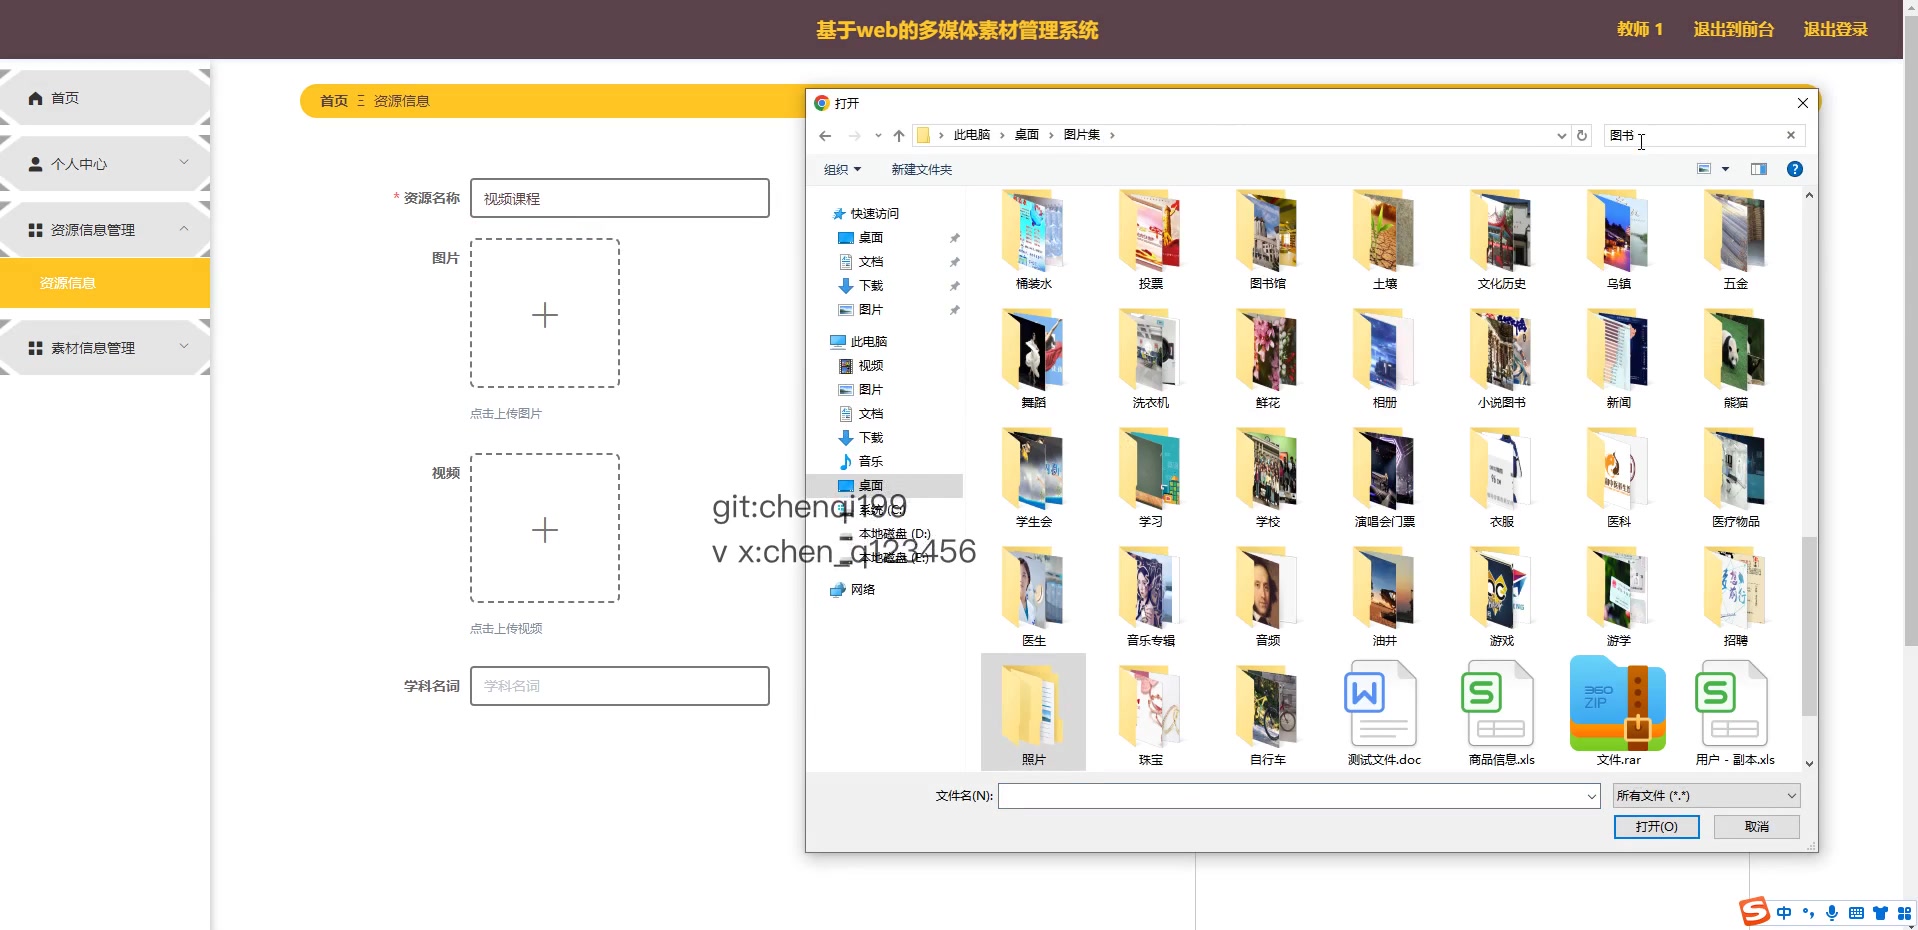 基于web的多媒体素材管理系统
教师 1
退出到前台
退出登录
首页
个人中心
资源信息管理
资源信息
素材信息管理
首页 资源信息
* 资源名称
视频课程
图片
点击上传图片
视频
点击上传视频
学科名词
学科名词
打开
此电脑 › 桌面 › 图片集 ›
图书
组织
新建文件夹
快速访问
桌面
文档
下载
图片
此电脑
视频
图片
文档
下载
音乐
桌面
系统 (C:)
本地磁盘 (D:)
本地磁盘 (E:)
网络
git:chenqi199
v x:chen_q123456
桶装水 投票 图书馆 土壤 文化历史 乌镇 五金
舞蹈 洗衣机 鲜花 相册 小说图书 新闻 熊猫
学生会 学习 学校 演唱会门票 衣服 医科 医疗物品
医生 音乐专辑 音频 油井 游戏 游学 招聘
360
ZIP
照片 珠宝 自行车 测试文件.doc 商品信息.xls 文件.rar 用户 - 副本.xls
文件名(N):
所有文件 (*.*)
打开(O)
取消
中